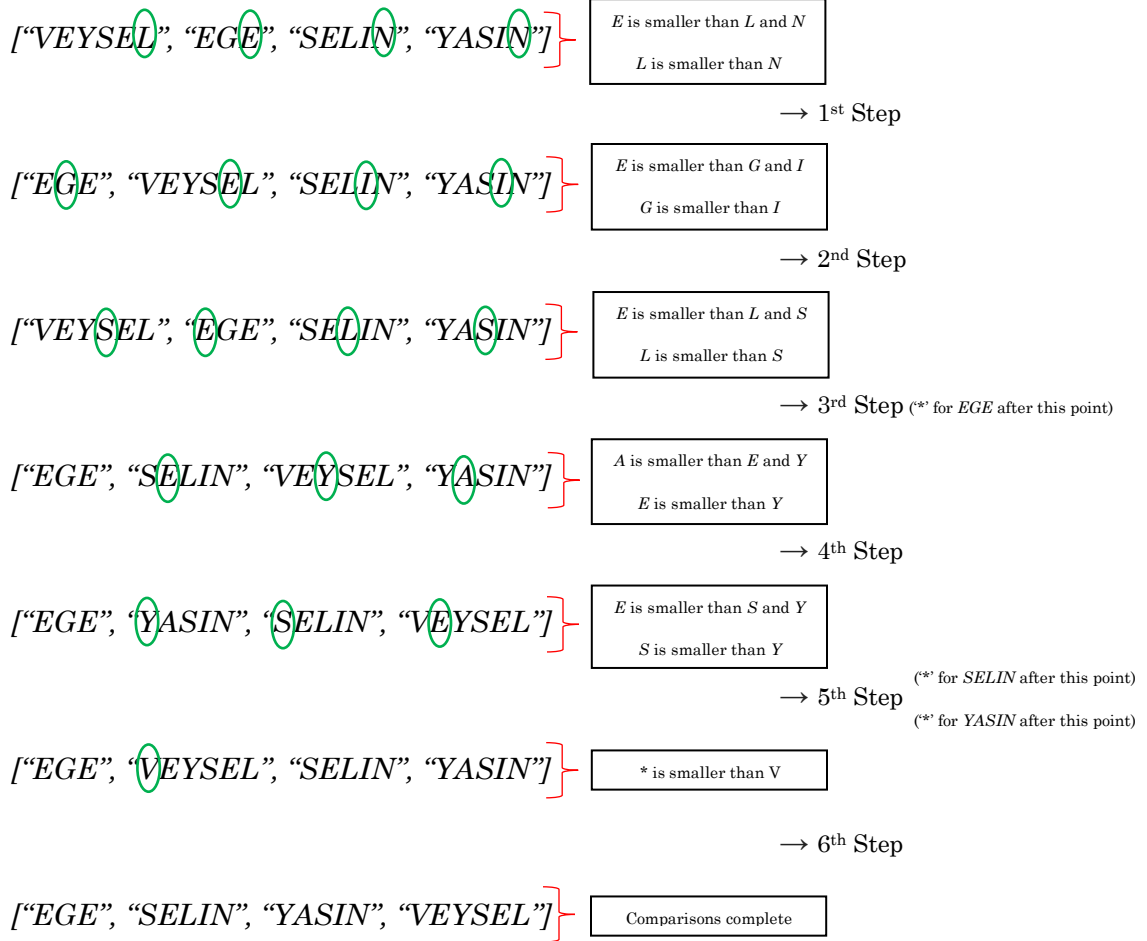 [“VEYSEL”, “EGE”, “SELIN”, “YASIN”]
E is smaller than L and N
L is smaller than N
→ 1st Step
[“EGE”, “VEYSEL”, “SELIN”, “YASIN”]
E is smaller than G and I
G is smaller than I
→ 2nd Step
[“VEYSEL”, “EGE”, “SELIN”, “YASIN”]
E is smaller than L and S
L is smaller than S
→ 3rd Step (‘*’ for EGE after this point)
[“EGE”, “SELIN”, “VEYSEL”, “YASIN”]
A is smaller than E and Y
E is smaller than Y
→ 4th Step
[“EGE”, “YASIN”, “SELIN”, “VEYSEL”]
E is smaller than S and Y
S is smaller than Y
(‘*’ for SELIN after this point)
→ 5th Step
(‘*’ for YASIN after this point)
[“EGE”, “VEYSEL”, “SELIN”, “YASIN”]
* is smaller than V
→ 6th Step
[“EGE”, “SELIN”, “YASIN”, “VEYSEL”]
Comparisons complete